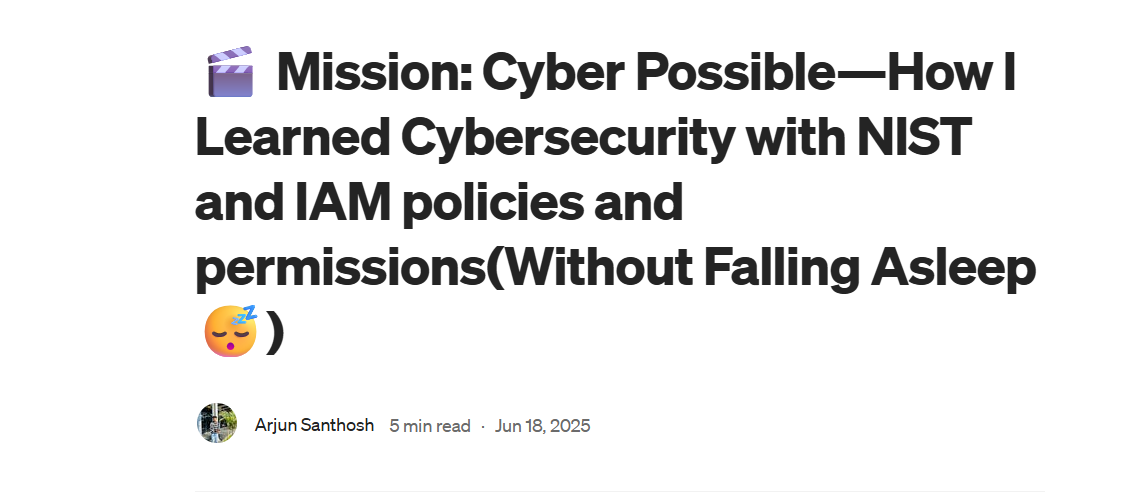 🎬 Mission: Cyber Possible—How I
Learned Cybersecurity with NIST
and IAM policies and
permissions(Without Falling Asleep
😴 )
Arjun Santhosh 5 min read · Jun 18, 2025